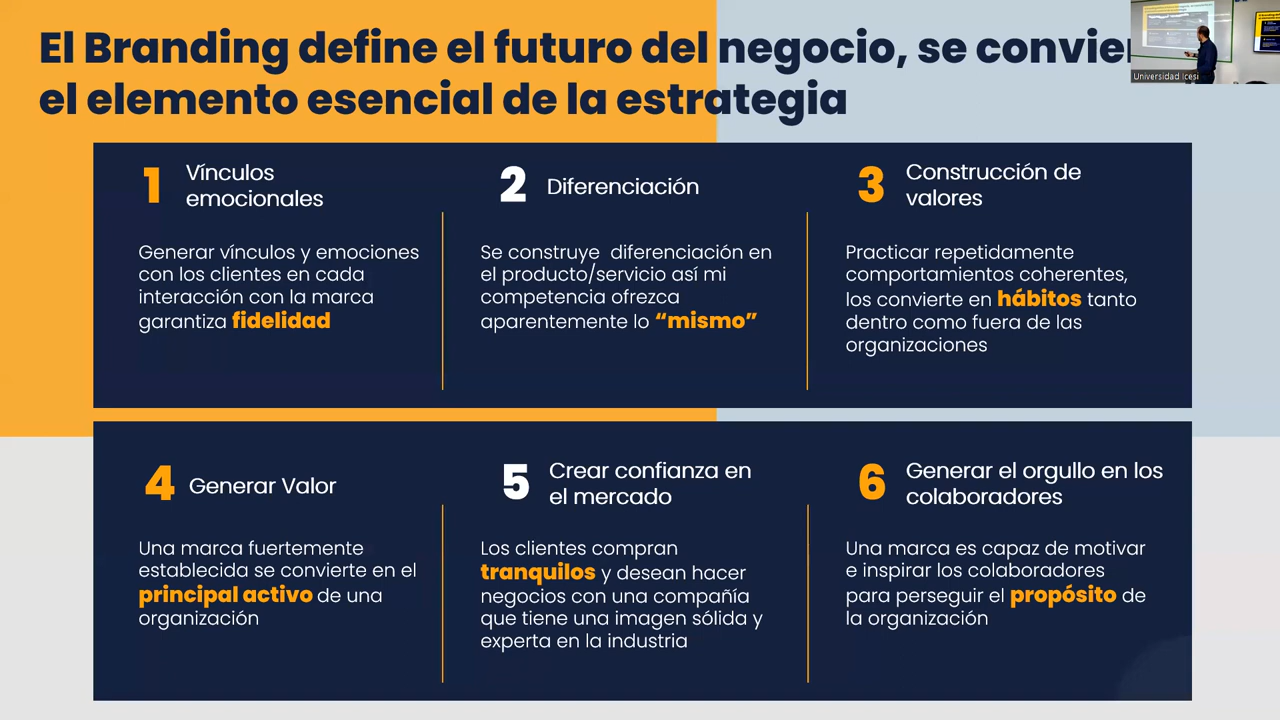 El Branding define el futuro del negocio, se convie
el elemento esencial de la estrategia
Universidad Icesi
1 Vínculos
emocionales
Generar vínculos y emociones
con los clientes en cada
interacción con la marca
garantiza fidelidad
2 Diferenciación
Se construye diferenciación en
el producto/servicio así mi
competencia ofrezca
aparentemente lo “mismo”
3 Construcción de
valores
Practicar repetidamente
comportamientos coherentes,
los convierte en hábitos tanto
dentro como fuera de las
organizaciones
4 Generar Valor
Una marca fuertemente
establecida se convierte en el
principal activo de una
organización
5 Crear confianza en
el mercado
Los clientes compran
tranquilos y desean hacer
negocios con una compañía
que tiene una imagen sólida y
experta en la industria
6 Generar el orgullo en los
colaboradores
Una marca es capaz de motivar
e inspirar los colaboradores
para perseguir el propósito de
la organización